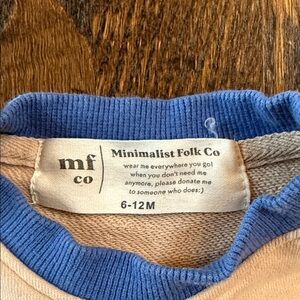 mf
co
Minimalist Folk Co
wear me everywhere you go!
when you don't need me
anymore, please donate me
to someone who does:)
6-12M